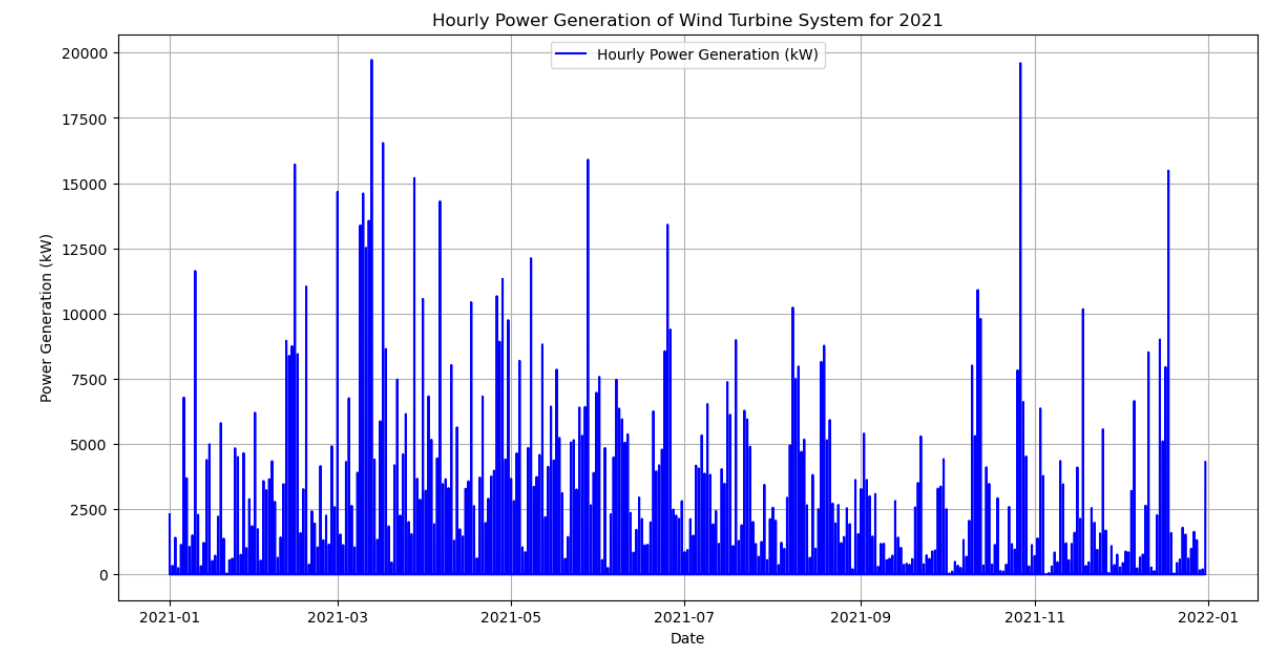 Hourly Power Generation of Wind Turbine System for 2021
Hourly Power Generation (kW)
Power Generation (kW)
20000
17500
15000
12500
10000
7500
5000
2500
0
2021-01 2021-03 2021-05 2021-07 2021-09 2021-11 2022-01
Date